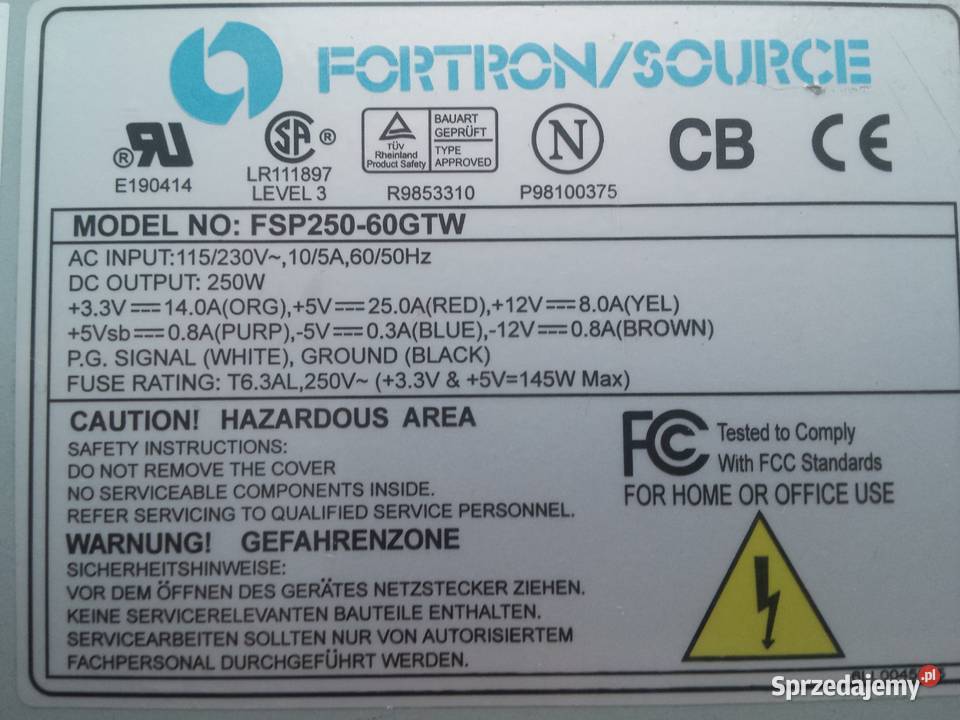 FORTRON/SOURCE
® RU
E190414
SA ®
LR111897
LEVEL 3
TÜV
Rheinland
Product Safety
BAUART
GEPRÜFT
TYPE
APPROVED
R9853310
N
P98100375
CB
CE
MODEL NO: FSP250-60GTW
AC INPUT:115/230V~,10/5A,60/50Hz
DC OUTPUT: 250W
+3.3V⎓14.0A(ORG),+5V⎓25.0A(RED),+12V⎓8.0A(YEL)
+5Vsb⎓0.8A(PURP),-5V⎓0.3A(BLUE),-12V⎓0.8A(BROWN)
P.G. SIGNAL (WHITE), GROUND (BLACK)
FUSE RATING: T6.3AL,250V~ (+3.3V & +5V=145W Max)
CAUTION! HAZARDOUS AREA
SAFETY INSTRUCTIONS:
DO NOT REMOVE THE COVER
NO SERVICEABLE COMPONENTS INSIDE.
REFER SERVICING TO QUALIFIED SERVICE PERSONNEL.
WARNUNG! GEFAHRENZONE
SICHERHEITSHINWEISE:
VOR DEM ÖFFNEN DES GERÄTES NETZSTECKER ZIEHEN.
KEINE SERVICERELEVANTEN BAUTEILE ENTHALTEN.
SERVICEARBEITEN SOLLTEN NUR VON AUTORISIERTEM
FACHPERSONAL DURCHGEFÜHRT WERDEN.
FCC Tested to Comply
With FCC Standards
FOR HOME OR OFFICE USE
Sprzedajemy.pl